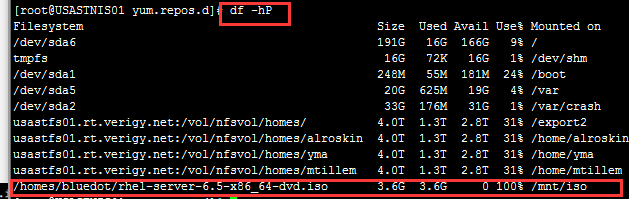 [root@USASTNIS01 yum.repos.d]# df -hP
Filesystem Size Used Avail Use% Mounted on
/dev/sda6 191G 16G 166G 9% /
tmpfs 16G 72K 16G 1% /dev/shm
/dev/sda1 248M 55M 181M 24% /boot
/dev/sda5 20G 625M 19G 4% /var
/dev/sda2 33G 176M 31G 1% /var/crash
usastfs01.rt.verigy.net:/vol/nfsvol/homes/ 4.0T 1.3T 2.8T 31% /export2
usastfs01.rt.verigy.net:/vol/nfsvol/homes/alroskin 4.0T 1.3T 2.8T 31% /home/alroskin
usastfs01.rt.verigy.net:/vol/nfsvol/homes/yma 4.0T 1.3T 2.8T 31% /home/yma
usastfs01.rt.verigy.net:/vol/nfsvol/homes/mtillem 4.0T 1.3T 2.8T 31% /home/mtillem
/homes/bluedot/rhel-server-6.5-x86_64-dvd.iso 3.6G 3.6G 0 100% /mnt/iso